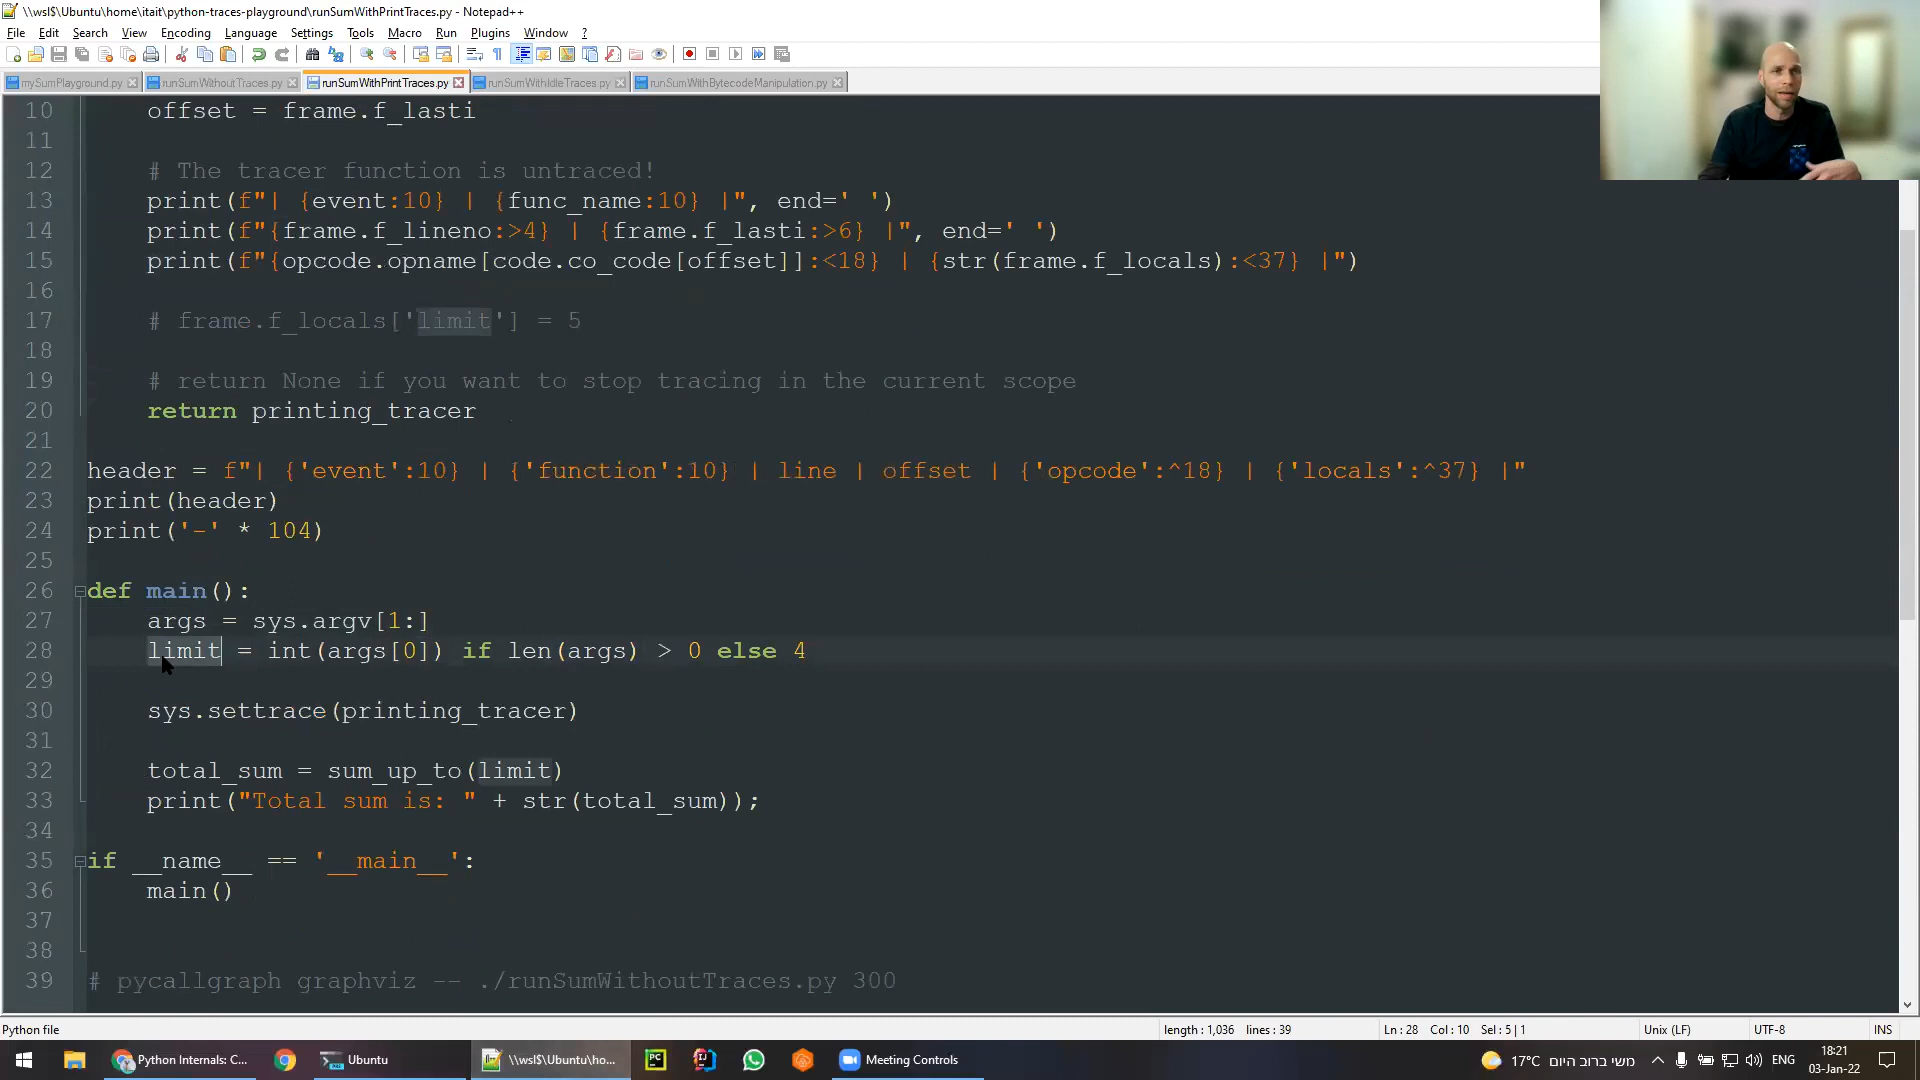 \\wsl$\Ubuntu\home\itait\python-traces-playground\runSumWithPrintTraces.py - Notepad++
File Edit Search View Encoding Language Settings Tools Macro Run Plugins Window ?
mySumPlayground.py runSumWithoutTraces.py runSumWithPrintTraces.py runSumWithIdleTraces.py runSumWithBytecodeManipulation.py
10 offset = frame.f_lasti
11
12 # The tracer function is untraced!
13 print(f"| {event:10} | {func_name:10} |", end=' ')
14 print(f"{frame.f_lineno:>4} | {frame.f_lasti:>6} |", end=' ')
15 print(f"{opcode.opname[code.co_code[offset]]:<18} | {str(frame.f_locals):<37} |")
16
17 # frame.f_locals['limit'] = 5
18
19 # return None if you want to stop tracing in the current scope
20 return printing_tracer
21
22 header = f"| {'event':10} | {'function':10} | line | offset | {'opcode':^18} | {'locals':^37} |"
23 print(header)
24 print('-' * 104)
25
26 def main():
27 args = sys.argv[1:]
28 limit = int(args[0]) if len(args) > 0 else 4
29
30 sys.settrace(printing_tracer)
31
32 total_sum = sum_up_to(limit)
33 print("Total sum is: " + str(total_sum));
34
35 if __name__ == '__main__':
36 main()
37
38
39 # pycallgraph graphviz -- ./runSumWithoutTraces.py 300
Python file length : 1,036 lines : 39 Ln : 28 Col : 10 Sel : 5 | 1 Unix (LF) UTF-8 INS
Python Internals: C... Ubuntu \\wsl$\Ubuntu\ho... Meeting Controls 17°C משי ברוב היום ENG 18:21
03-Jan-22